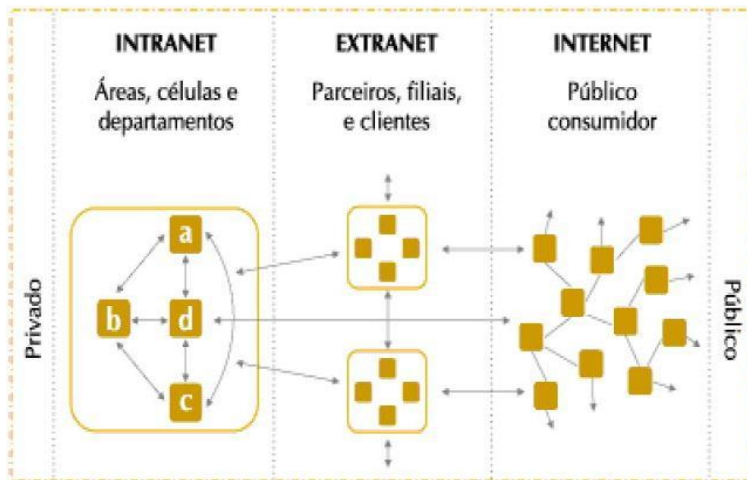 INTRANET
Áreas, células e
departamentos
EXTRANET
Parceiros, filiais,
e clientes
INTERNET
Público
consumidor
Privado
a
b
d
c
Público